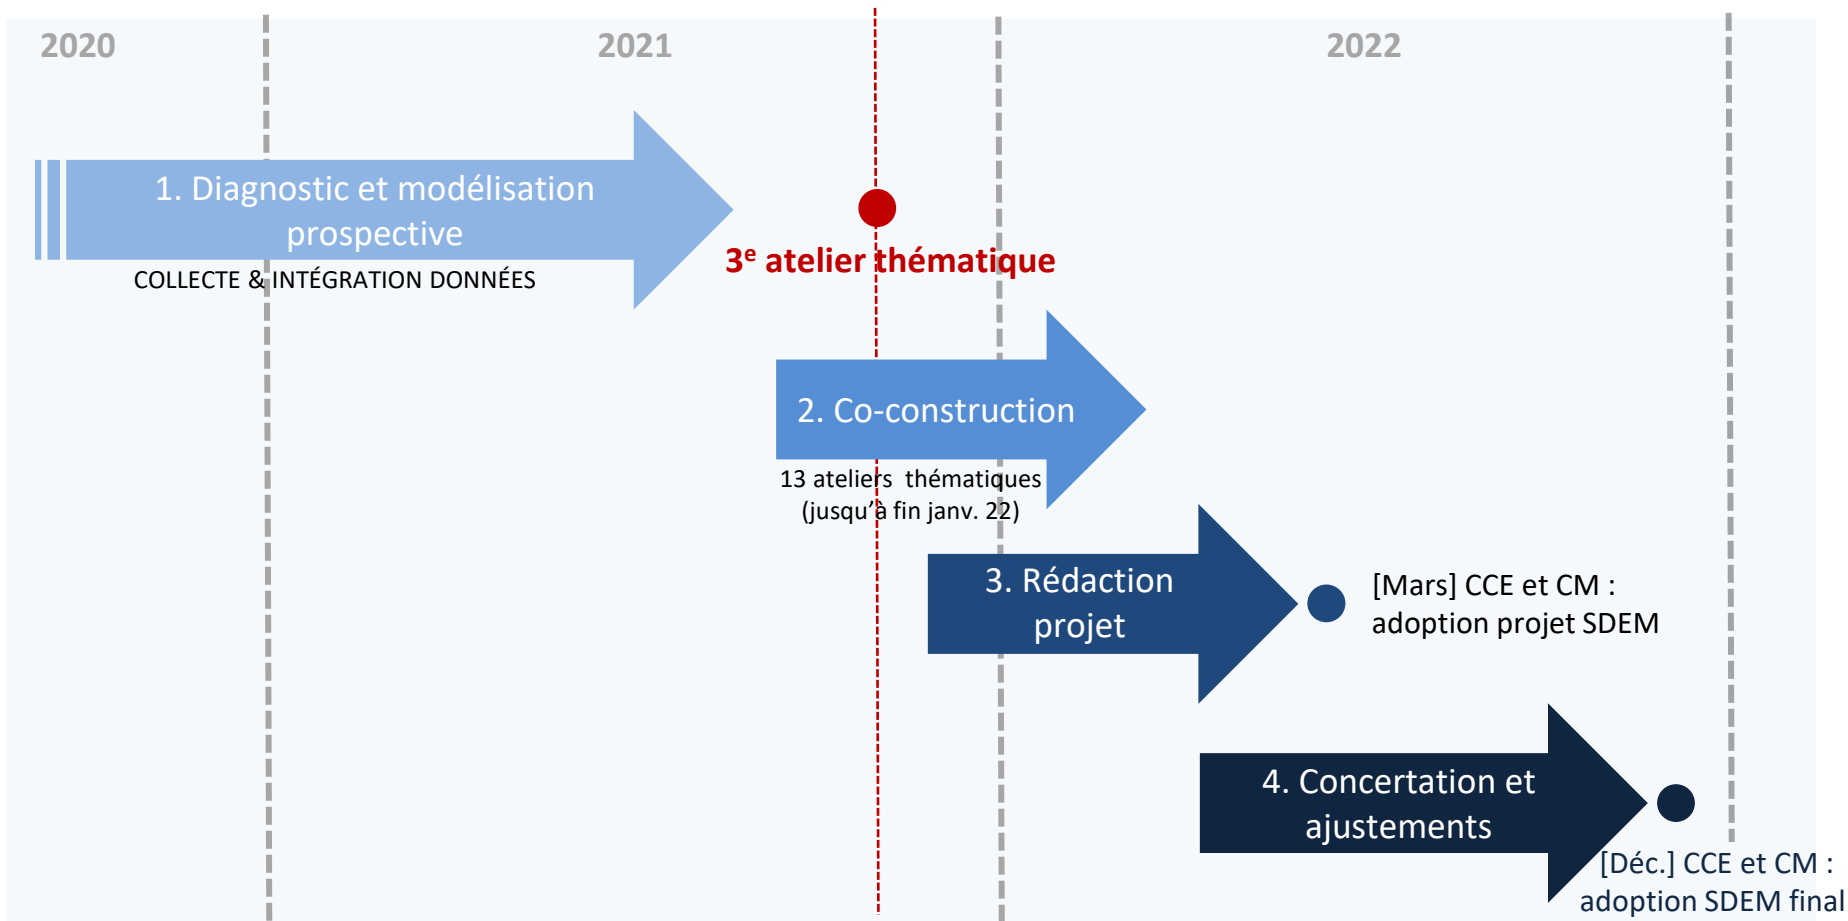 2020
2021
2022
1. Diagnostic et modélisation
prospective
COLLECTE & INTÉGRATION DONNÉES
3e atelier thématique
2. Co-construction
13 ateliers  thématiques
(jusqu’à fin janv. 22)
3. Rédaction
projet
[Mars] CCE et CM :
adoption projet SDEM
4. Concertation et
ajustements
[Déc.] CCE et CM :
adoption SDEM final